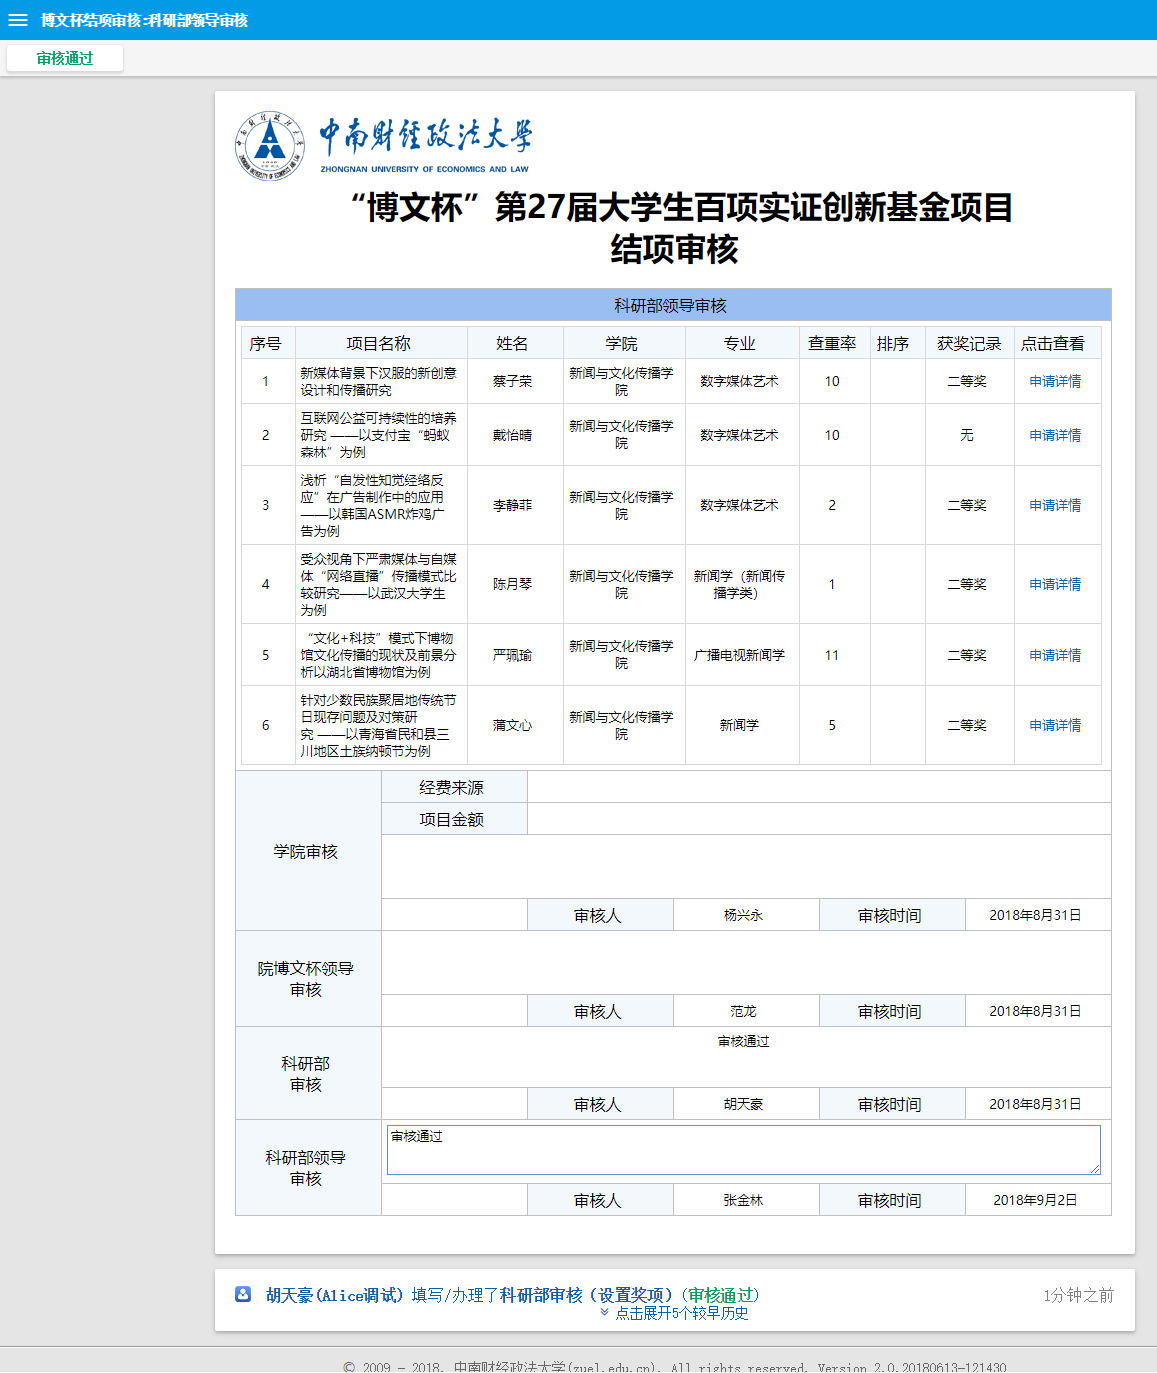 博文杯结项审核:科研部领导审核
审核通过
中南财经政法大学
ZHONGNAN UNIVERSITY OF ECONOMICS AND LAW
“博文杯”第27届大学生百项实证创新基金项目
结项审核
科研部领导审核
序号 项目名称 姓名 学院 专业 查重率 排序 获奖记录 点击查看
1 新媒体背景下汉服的新创意 蔡子荣 新闻与文化传播学 数字媒体艺术 10 二等奖 申请详情
设计和传播研究 院
2 互联网公益可持续性的培养 戴怡晴 新闻与文化传播学 数字媒体艺术 10 无 申请详情
研究 ——以支付宝“蚂蚁 院
森林”为例
3 浅析“自发性知觉经络反 李静菲 新闻与文化传播学 数字媒体艺术 2 二等奖 申请详情
应”在广告制作中的应用 院
——以韩国ASMR炸鸡广
告为例
4 受众视角下严肃媒体与自媒 陈月琴 新闻与文化传播学 新闻学（新闻传 1 二等奖 申请详情
体“网络直播”传播模式比 院 播学类）
较研究——以武汉大学生
为例
5 “文化+科技”模式下博物 严珮瑜 新闻与文化传播学 广播电视新闻学 11 二等奖 申请详情
馆文化传播的现状及前景分 院
析以湖北省博物馆为例
6 针对少数民族聚居地传统节 蒲文心 新闻与文化传播学 新闻学 5 二等奖 申请详情
日现存问题及对策研 院
究 ——以青海省民和县三
川地区土族纳顿节为例
学院审核
经费来源
项目金额
审核人 杨兴永 审核时间 2018年8月31日
院博文杯领导
审核
审核人 范龙 审核时间 2018年8月31日
科研部
审核
审核通过
审核人 胡天豪 审核时间 2018年8月31日
科研部领导
审核
审核通过
审核人 张金林 审核时间 2018年9月2日
胡天豪(Alice调试) 填写/办理了科研部审核（设置奖项）(审核通过) 1分钟之前
点击展开5个较早历史
© 2009 - 2018. 中南财经政法大学(zuel.edu.cn). All rights reserved. Version 2.0.20180613-121430